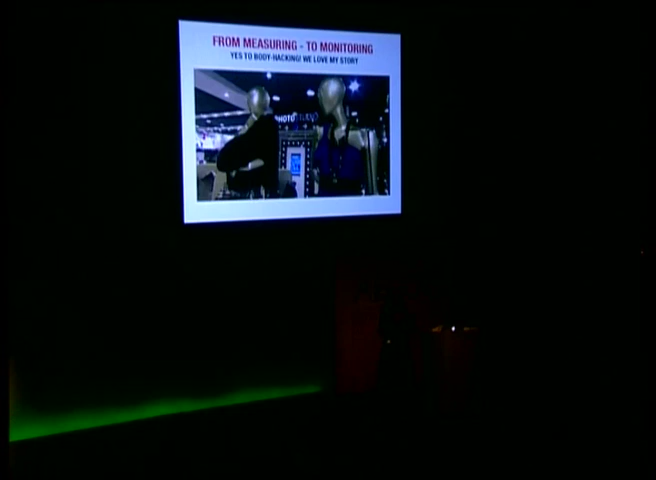 FROM MEASURING - TO MONITORING
YES TO BODY-HACKING! WE LOVE MY STORY